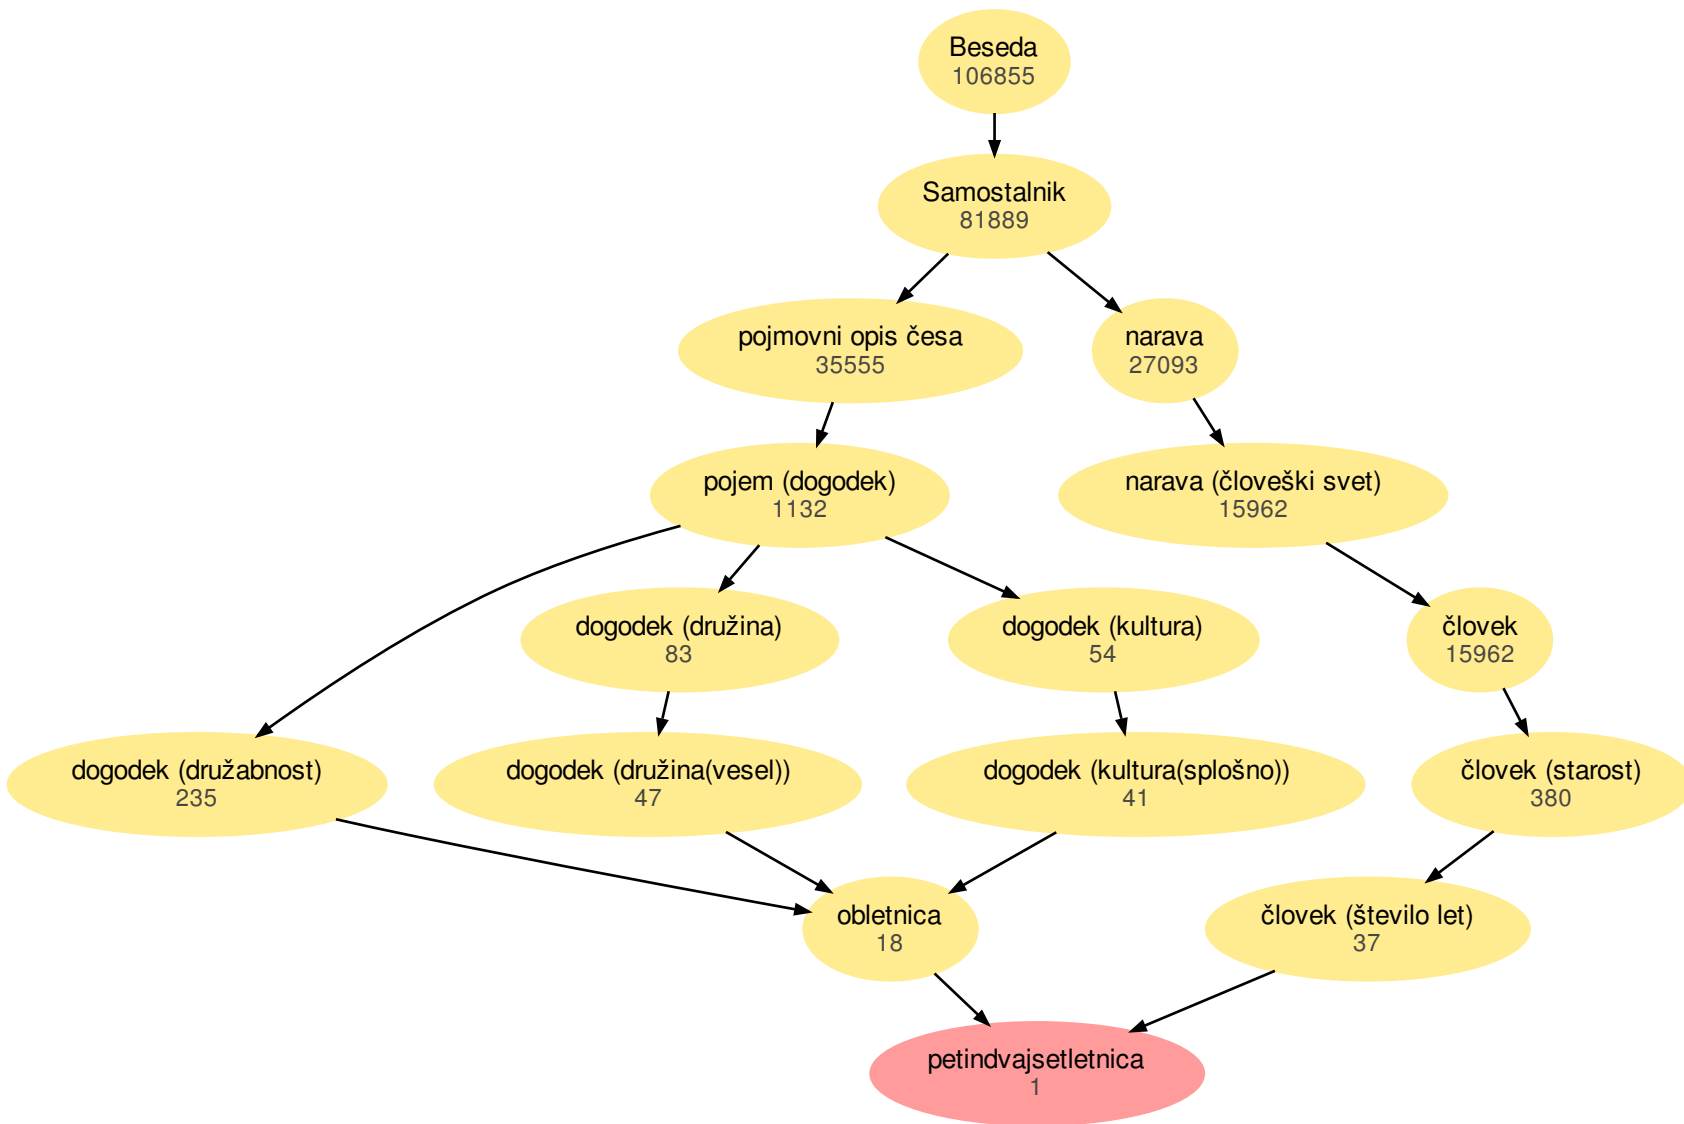 Beseda
106855
Samostalnik
81889
pojmovni opis česa
35555
narava
27093
pojem (dogodek)
1132
narava (človeški svet)
15962
dogodek (družina)
83
dogodek (kultura)
54
človek
15962
dogodek (družabnost)
235
dogodek (družina(vesel))
47
dogodek (kultura(splošno))
41
človek (starost)
380
obletnica
18
človek (število let)
37
petindvajsetletnica
1